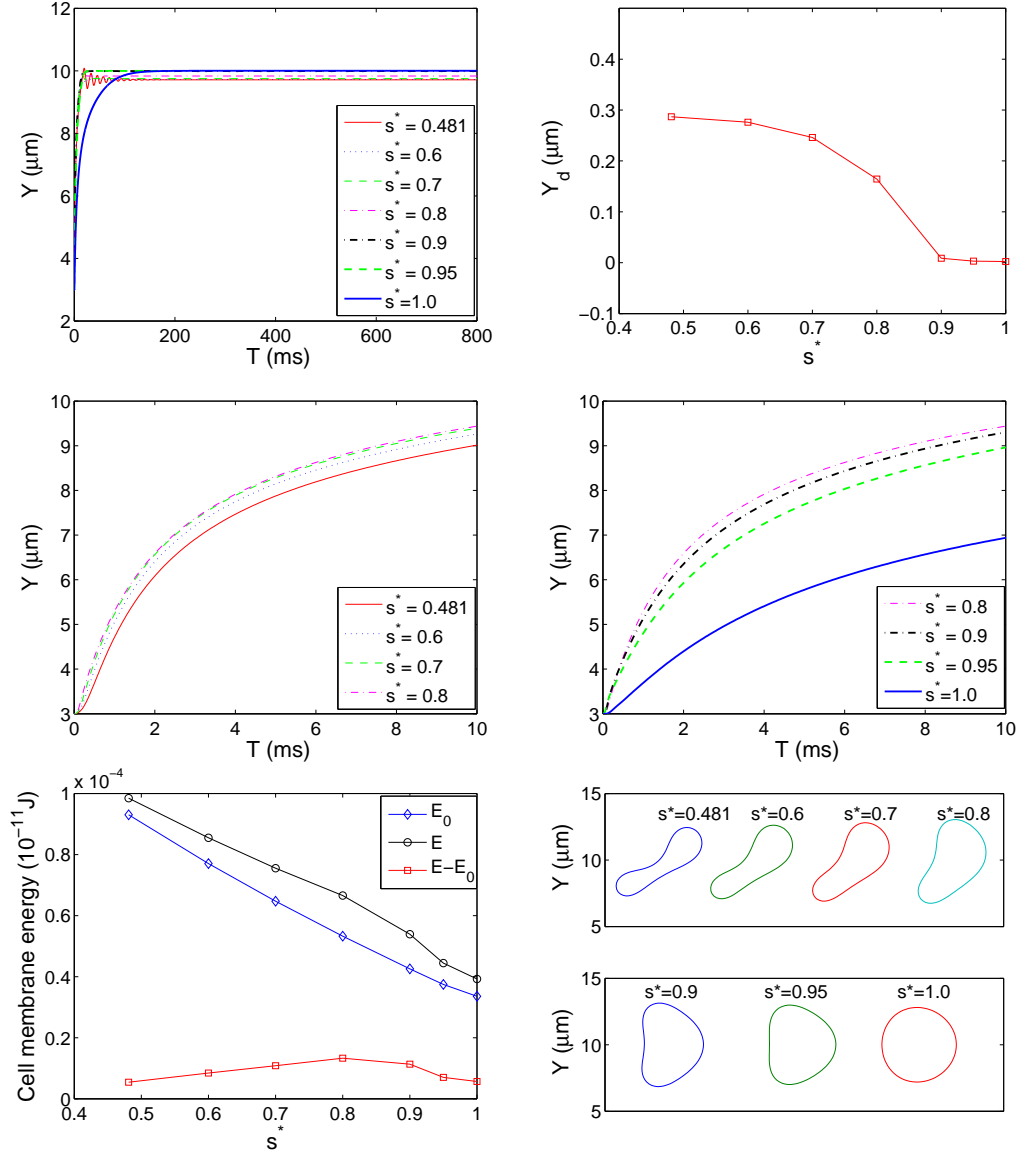 12
10
8
6
4
2
0
200
400
600
800
Y (μm)
T (ms)
s* = 0.481
s* = 0.6
s* = 0.7
s* = 0.8
s* = 0.9
s* = 0.95
s*=1.0
0.4
0.3
0.2
0.1
0
−0.1
0.4
0.5
0.6
0.7
0.8
0.9
1
Y_d (μm)
s*
10
9
8
7
6
5
4
3
0
2
4
6
8
10
Y (μm)
T (ms)
s* = 0.481
s* = 0.6
s* = 0.7
s* = 0.8
10
9
8
7
6
5
4
3
0
2
4
6
8
10
Y (μm)
T (ms)
s* = 0.8
s* = 0.9
s* = 0.95
s*=1.0
x 10^−4
1
0.8
0.6
0.4
0.2
0
0.4
0.5
0.6
0.7
0.8
0.9
1
Cell membrane energy (10^−11J)
s*
E_0
E
E−E_0
15
10
5
Y (μm)
s*=0.481
s*=0.6
s*=0.7
s*=0.8
15
10
5
Y (μm)
s*=0.9
s*=0.95
s*=1.0